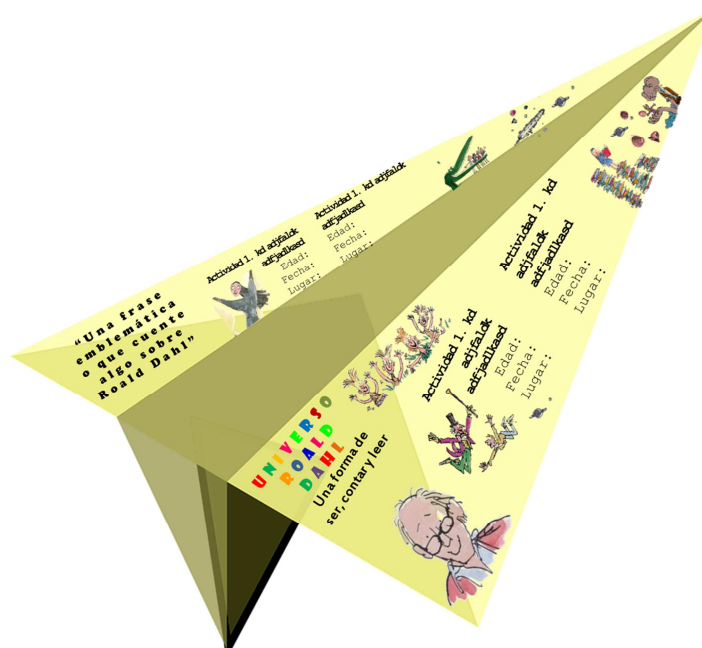 “Una frase
emblemática
o que cuente
algo sobre
Roald Dahl”
Actividad 1. kd adjfaldk
adfjadlkasd
Edad:
Fecha:
Lugar:
Actividad 1. kd adjfaldk
adfjadlkasd
Edad:
Fecha:
Lugar:
UNIVERSO
ROALD
DAHL
Una forma de
ser, contar y leer
Actividad 1. kd
adjfaldk
adfjadlkasd
Edad:
Fecha:
Lugar:
Actividad 1. kd
adjfaldk
adfjadlkasd
Edad:
Fecha:
Lugar: